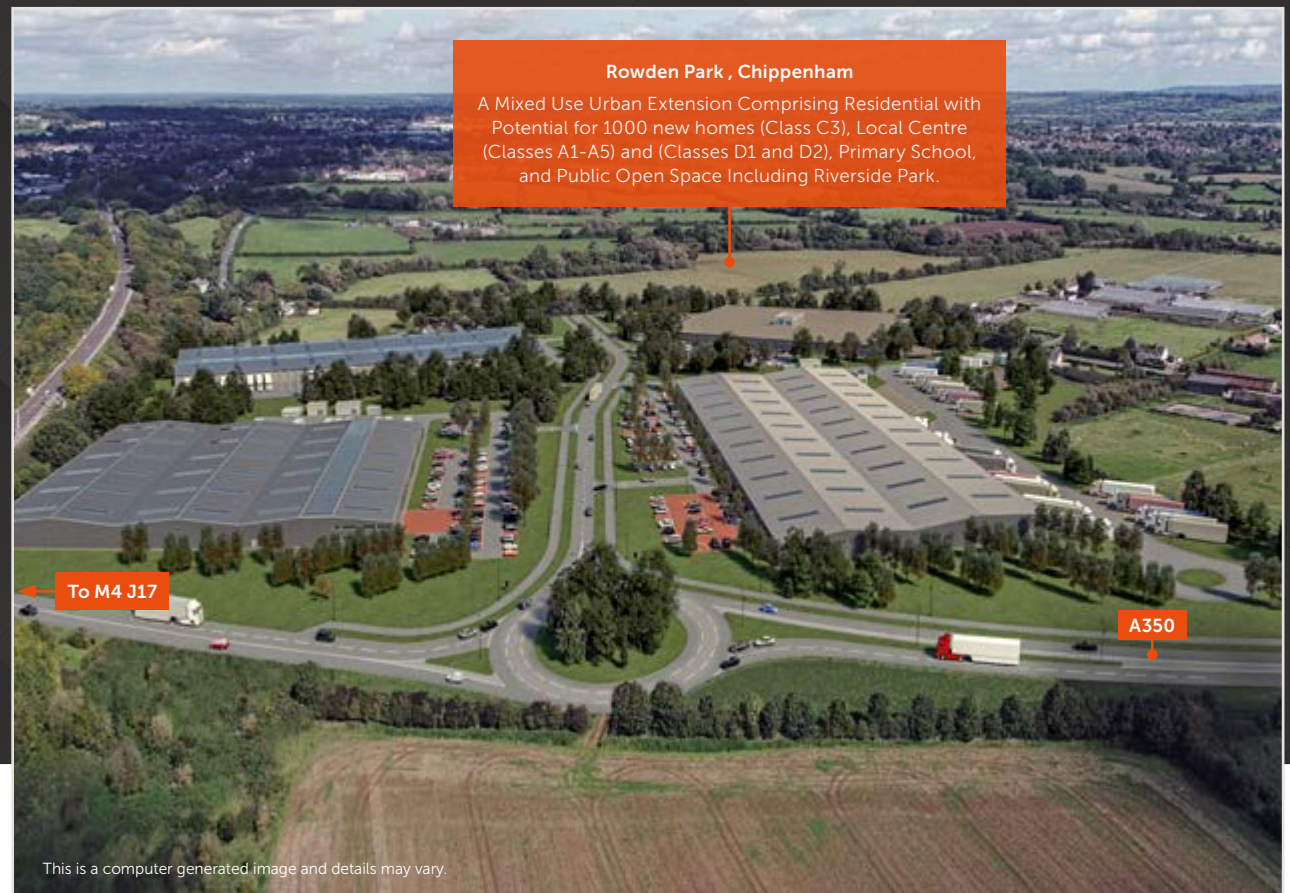 Rowden Park , Chippenham
A Mixed Use Urban Extension Comprising Residential with
Potential for 1000 new homes (Class C3), Local Centre
(Classes A1-A5) and (Classes D1 and D2), Primary School,
and Public Open Space Including Riverside Park.
To M4 J17
A350
This is a computer generated image and details may vary.